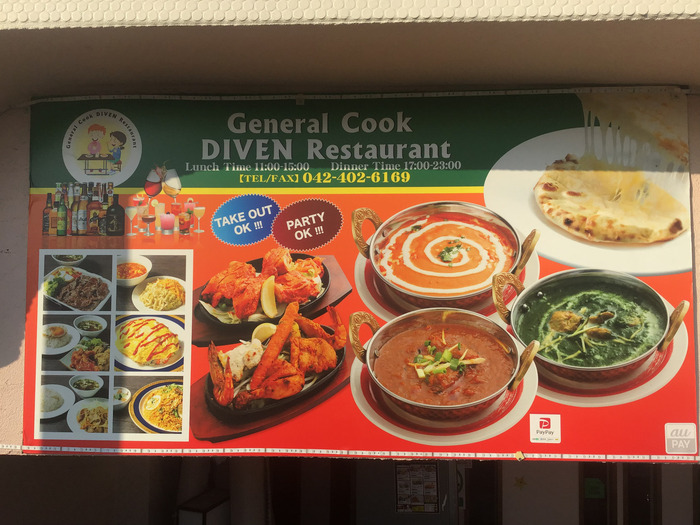 General Cook DIVEN Restaurant
General Cook
DIVEN Restaurant
Lunch Time 11:00-15:00 Dinner Time 17:00-23:00
【TEL/FAX】042-402-6169
TAKE OUT
OK !!!
PARTY
OK !!!
PayPay
au
PAY